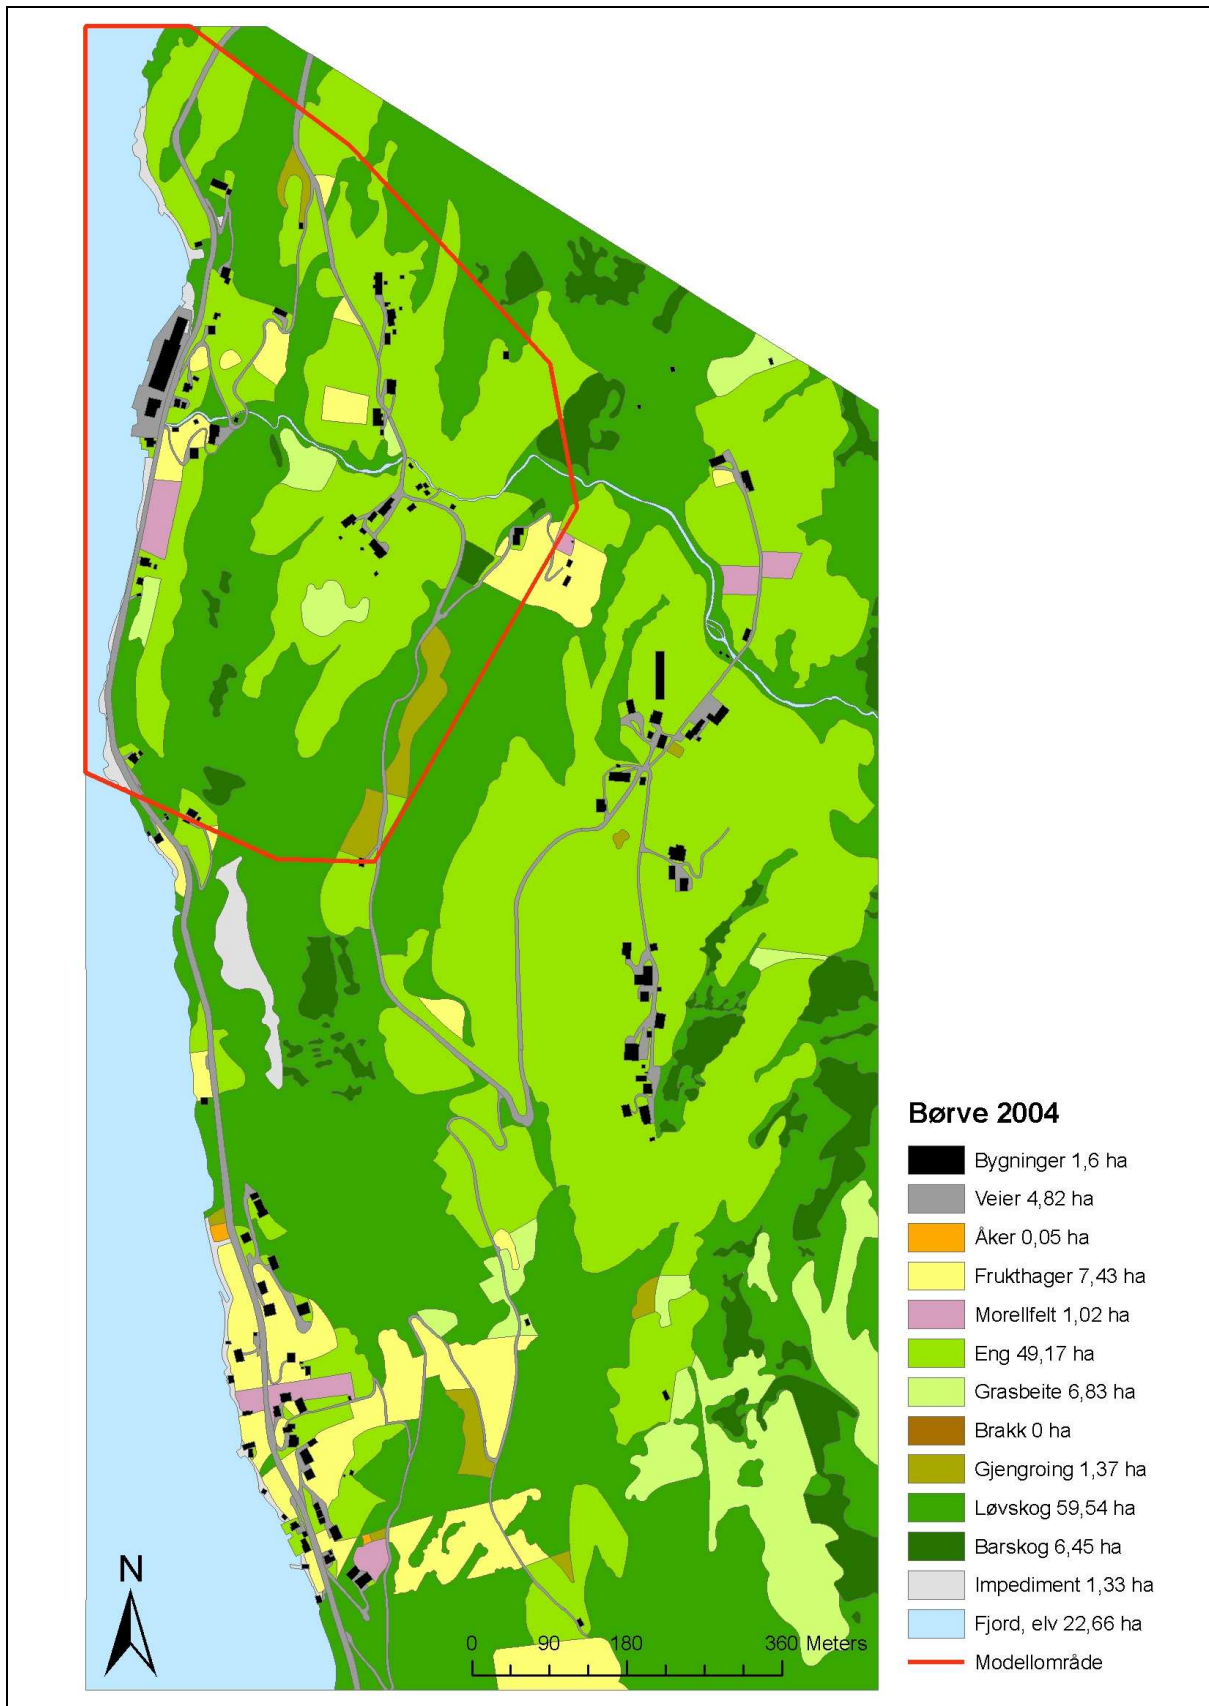 Børve 2004
Bygninger 1,6 ha
Veier 4,82 ha
Åker 0,05 ha
Frukthager 7,43 ha
Morellfelt 1,02 ha
Eng 49,17 ha
Grasbeite 6,83 ha
Brakk 0 ha
Gjengroing 1,37 ha
Løvskog 59,54 ha
Barskog 6,45 ha
Impediment 1,33 ha
Fjord, elv 22,66 ha
Modellområde
N
0 90 180 360 Meters